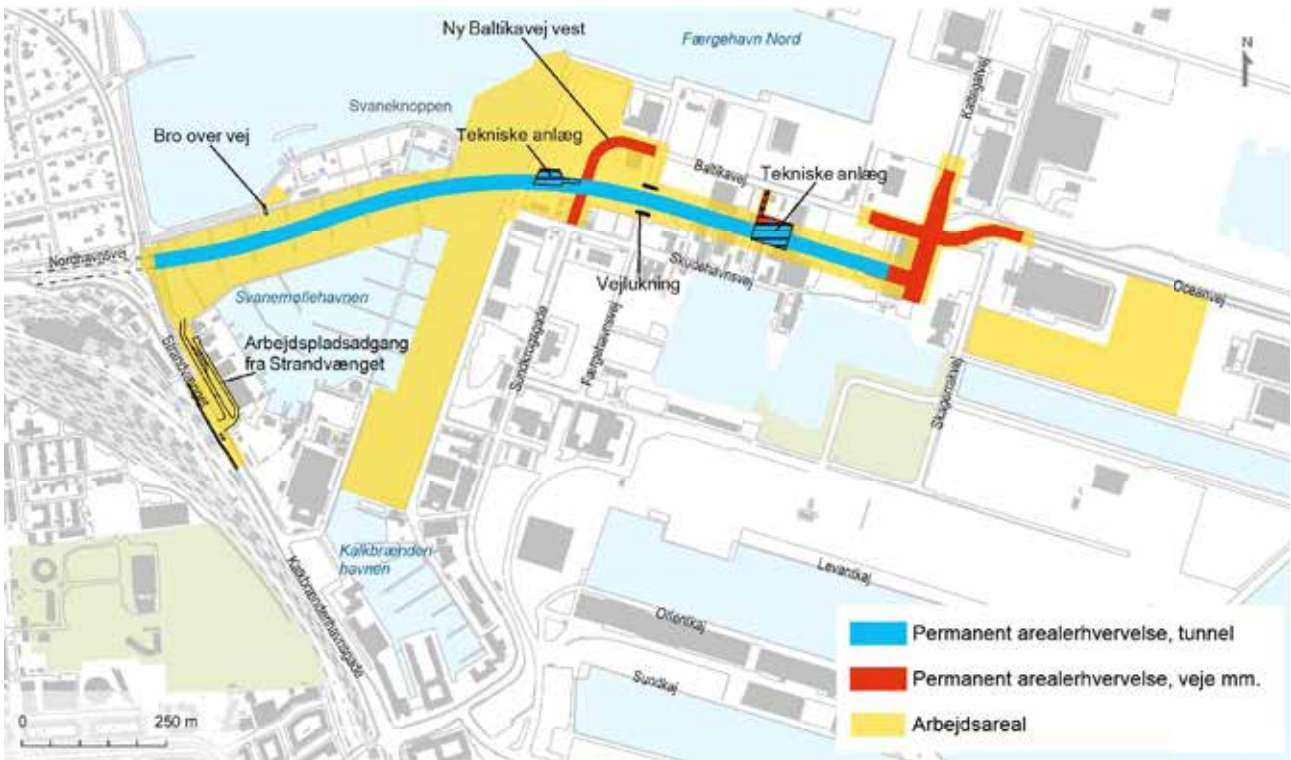 Ny Baltikavej vest
Færgehavn Nord
N
Kattegatvej
Svaneknoppen
Bro over vej
Tekniske anlæg
Baltikavej
Tekniske anlæg
Nordhavnsvej
Skudehavnsvej
Vejlukning
Oceanvej
Svanemøllehavnen
Arbejdspladsadgang
fra Strandvænget
Strandvænget
Sundkrogsgade
Færgehavnsvej
Skagerrakvej
Kalkbrænderi-
havnen
Kalkbrænderihavnsgade
Levantkaj
Orientkaj
Sundkaj
Permanent arealerhvervelse, tunnel
Permanent arealerhvervelse, veje mm.
Arbejdsareal
0 250 m